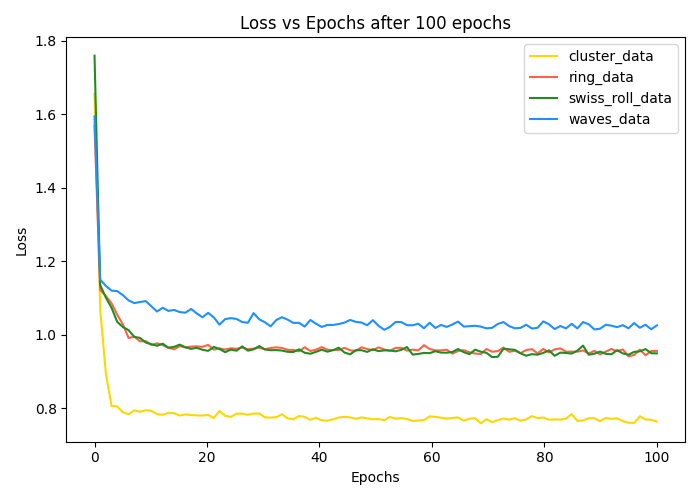 Loss vs Epochs after 100 epochs
cluster_data
ring_data
swiss_roll_data
waves_data
Loss
1.8
1.6
1.4
1.2
1.0
0.8
0
20
40
60
80
100
Epochs